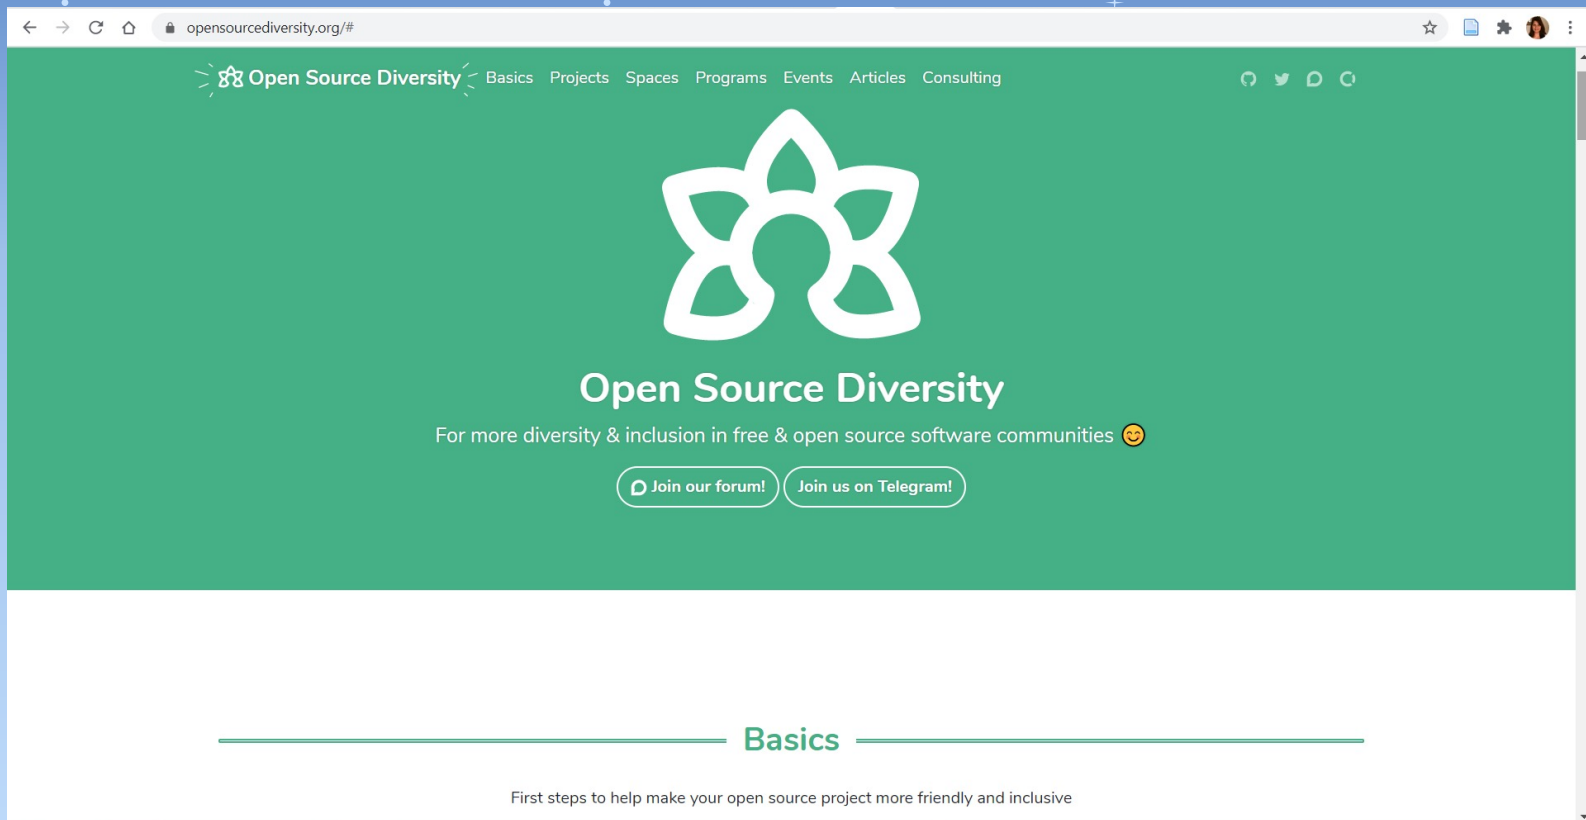 opensourcediversity.org/#
Open Source Diversity Basics Projects Spaces Programs Events Articles Consulting
Open Source Diversity
For more diversity & inclusion in free & open source software communities 😊
Join our forum! Join us on Telegram!
Basics
First steps to help make your open source project more friendly and inclusive